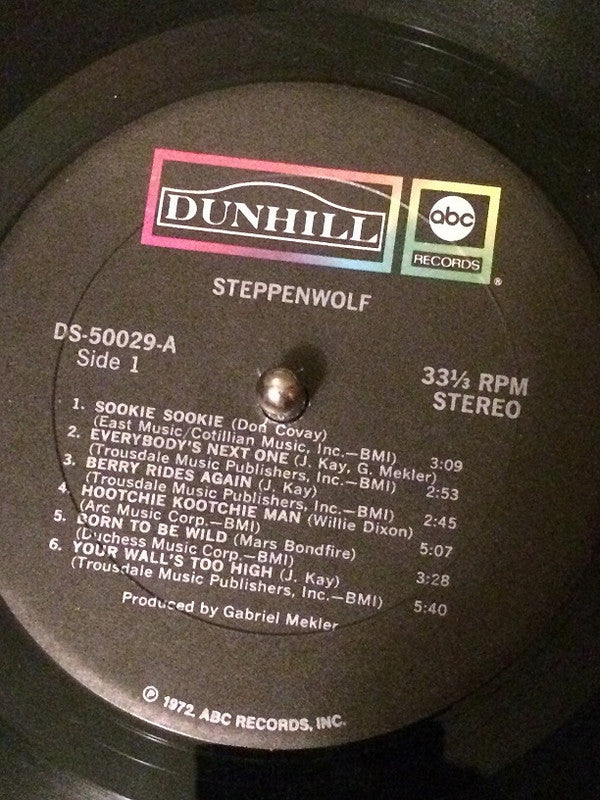 DUNHILL
abc
RECORDS
®
STEPPENWOLF
DS-50029-A
Side 1
33⅓ RPM
STEREO
1. SOOKIE SOOKIE (Don Covay)
(East Music/Cotillian Music, Inc.—BMI) 3:09
2. EVERYBODY'S NEXT ONE (J. Kay, G. Mekler)
(Trousdale Music Publishers, Inc.—BMI) 2:53
3. BERRY RIDES AGAIN (J. Kay)
(Trousdale Music Publishers, Inc.—BMI) 2:45
4. HOOTCHIE KOOTCHIE MAN (Willie Dixon)
(Arc Music Corp.—BMI) 5:07
5. BORN TO BE WILD (Mars Bondfire)
(Duchess Music Corp.—BMI) 3:28
6. YOUR WALL'S TOO HIGH (J. Kay)
(Trousdale Music Publishers, Inc.—BMI) 5:40
Produced by Gabriel Mekler
℗ 1972, ABC RECORDS, INC.